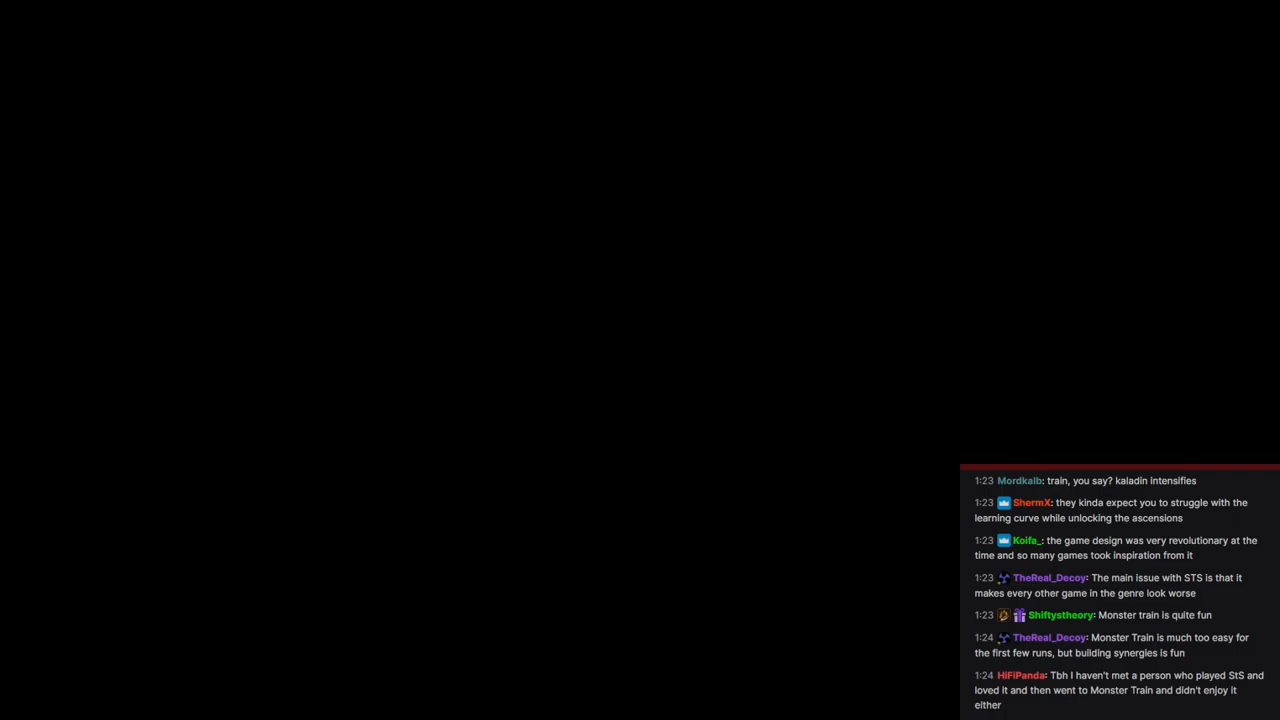 1:23 Mordkalb: train, you say? kaladin intensifies
1:23 ShermX: they kinda expect you to struggle with the
learning curve while unlocking the ascensions
1:23 Koifa_: the game design was very revolutionary at the
time and so many games took inspiration from it
1:23 TheReal_Decoy: The main issue with STS is that it
makes every other game in the genre look worse
1:23 Shiftystheory: Monster train is quite fun
1:24 TheReal_Decoy: Monster Train is much too easy for
the first few runs, but building synergies is fun
1:24 HiFiPanda: Tbh I haven't met a person who played StS and
loved it and then went to Monster Train and didn't enjoy it
either